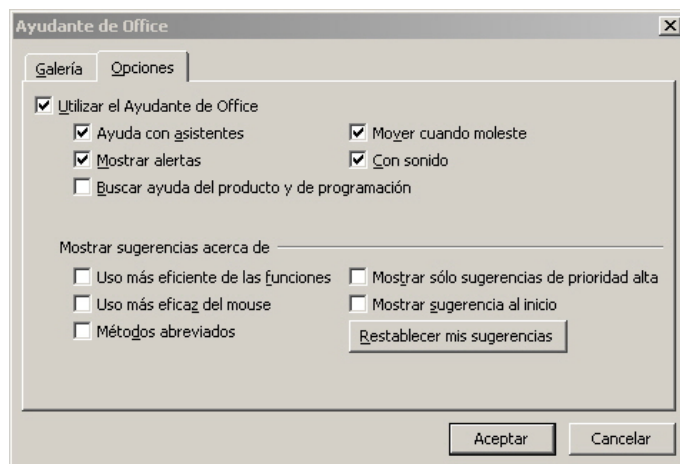 Ayudante de Office
Galería Opciones
Utilizar el Ayudante de Office
Ayuda con asistentes Mover cuando moleste
Mostrar alertas Con sonido
Buscar ayuda del producto y de programación
Mostrar sugerencias acerca de
Uso más eficiente de las funciones Mostrar sólo sugerencias de prioridad alta
Uso más eficaz del mouse Mostrar sugerencia al inicio
Métodos abreviados Restablecer mis sugerencias
Aceptar Cancelar